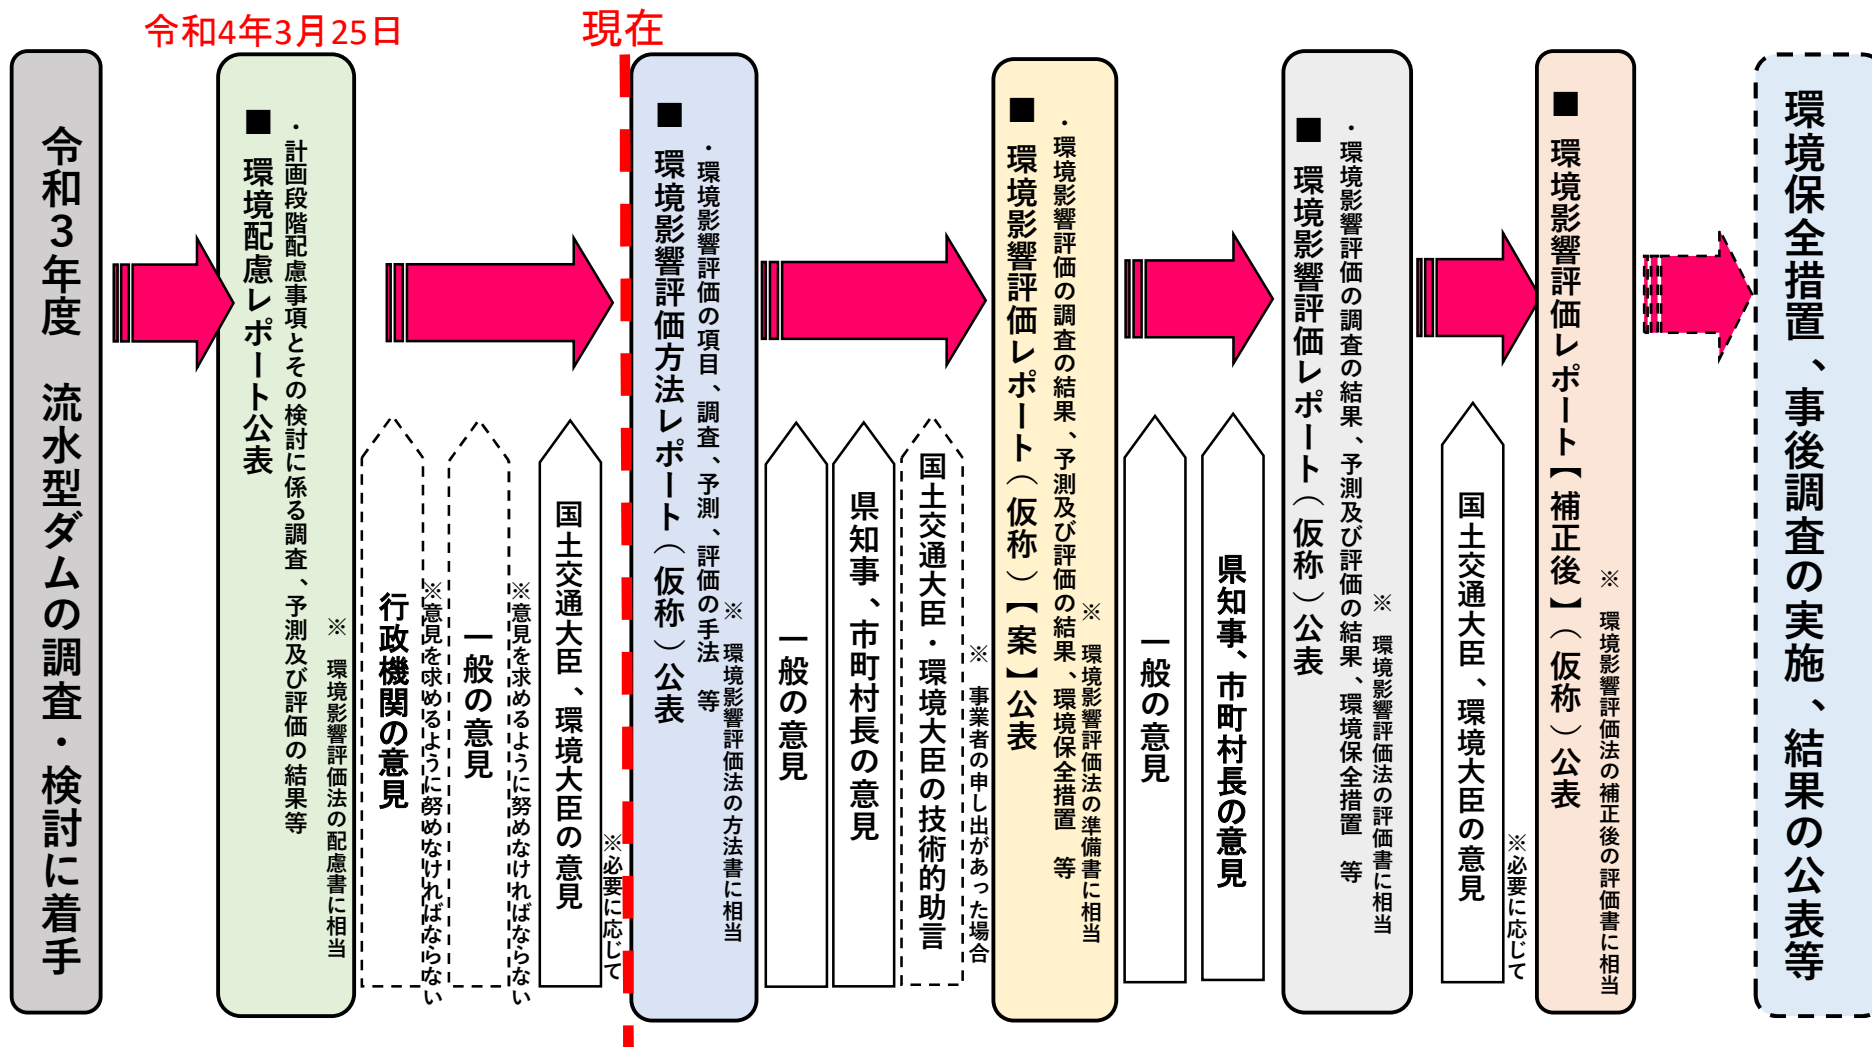 令和4年3月25日
現在
令和３年度　流水型ダムの調査・検討に着手
■ 環境配慮レポート公表
・計画段階配慮事項とその検討に係る調査、予測及び評価の結果等
※ 環境影響評価法の配慮書に相当
行政機関の意見
※意見を求めるように努めなければならない
一般の意見
※意見を求めるように努めなければならない
国土交通大臣、環境大臣の意見
※必要に応じて
■ 環境影響評価方法レポート（仮称）公表
・環境影響評価の項目、調査、予測、評価の手法　等
※ 環境影響評価法の方法書に相当
一般の意見
県知事、市町村長の意見
国土交通大臣・環境大臣の技術的助言
※ 事業者の申し出があった場合
■ 環境影響評価レポート（仮称）【案】公表
・環境影響評価の調査の結果、予測及び評価の結果、環境保全措置　等
※ 環境影響評価法の準備書に相当
一般の意見
県知事、市町村長の意見
■ 環境影響評価レポート（仮称）公表
・環境影響評価の調査の結果、予測及び評価の結果、環境保全措置　等
※ 環境影響評価法の評価書に相当
国土交通大臣、環境大臣の意見
※必要に応じて
■ 環境影響評価レポート【補正後】（仮称）公表
※ 環境影響評価法の補正後の評価書に相当
環境保全措置、事後調査の実施、結果の公表等